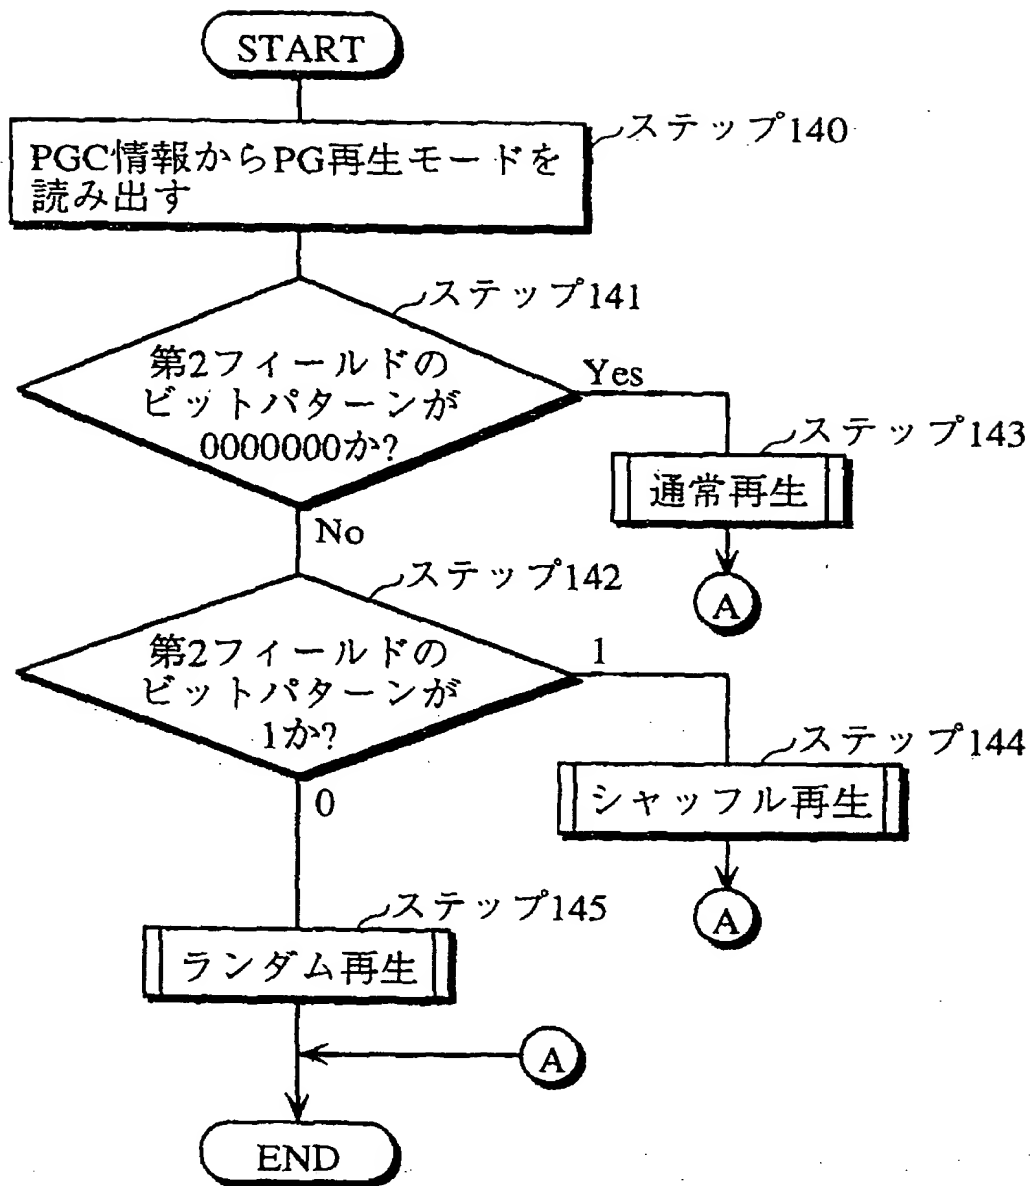 START
ステップ140
PGC情報からPG再生モードを
読み出す
ステップ141
第2フィールドの
ビットパターンが
0000000か?
Yes
ステップ143
通常再生
A
No
ステップ142
第2フィールドの
ビットパターンが
1か?
1
ステップ144
シャッフル再生
A
0
ステップ145
ランダム再生
A
END